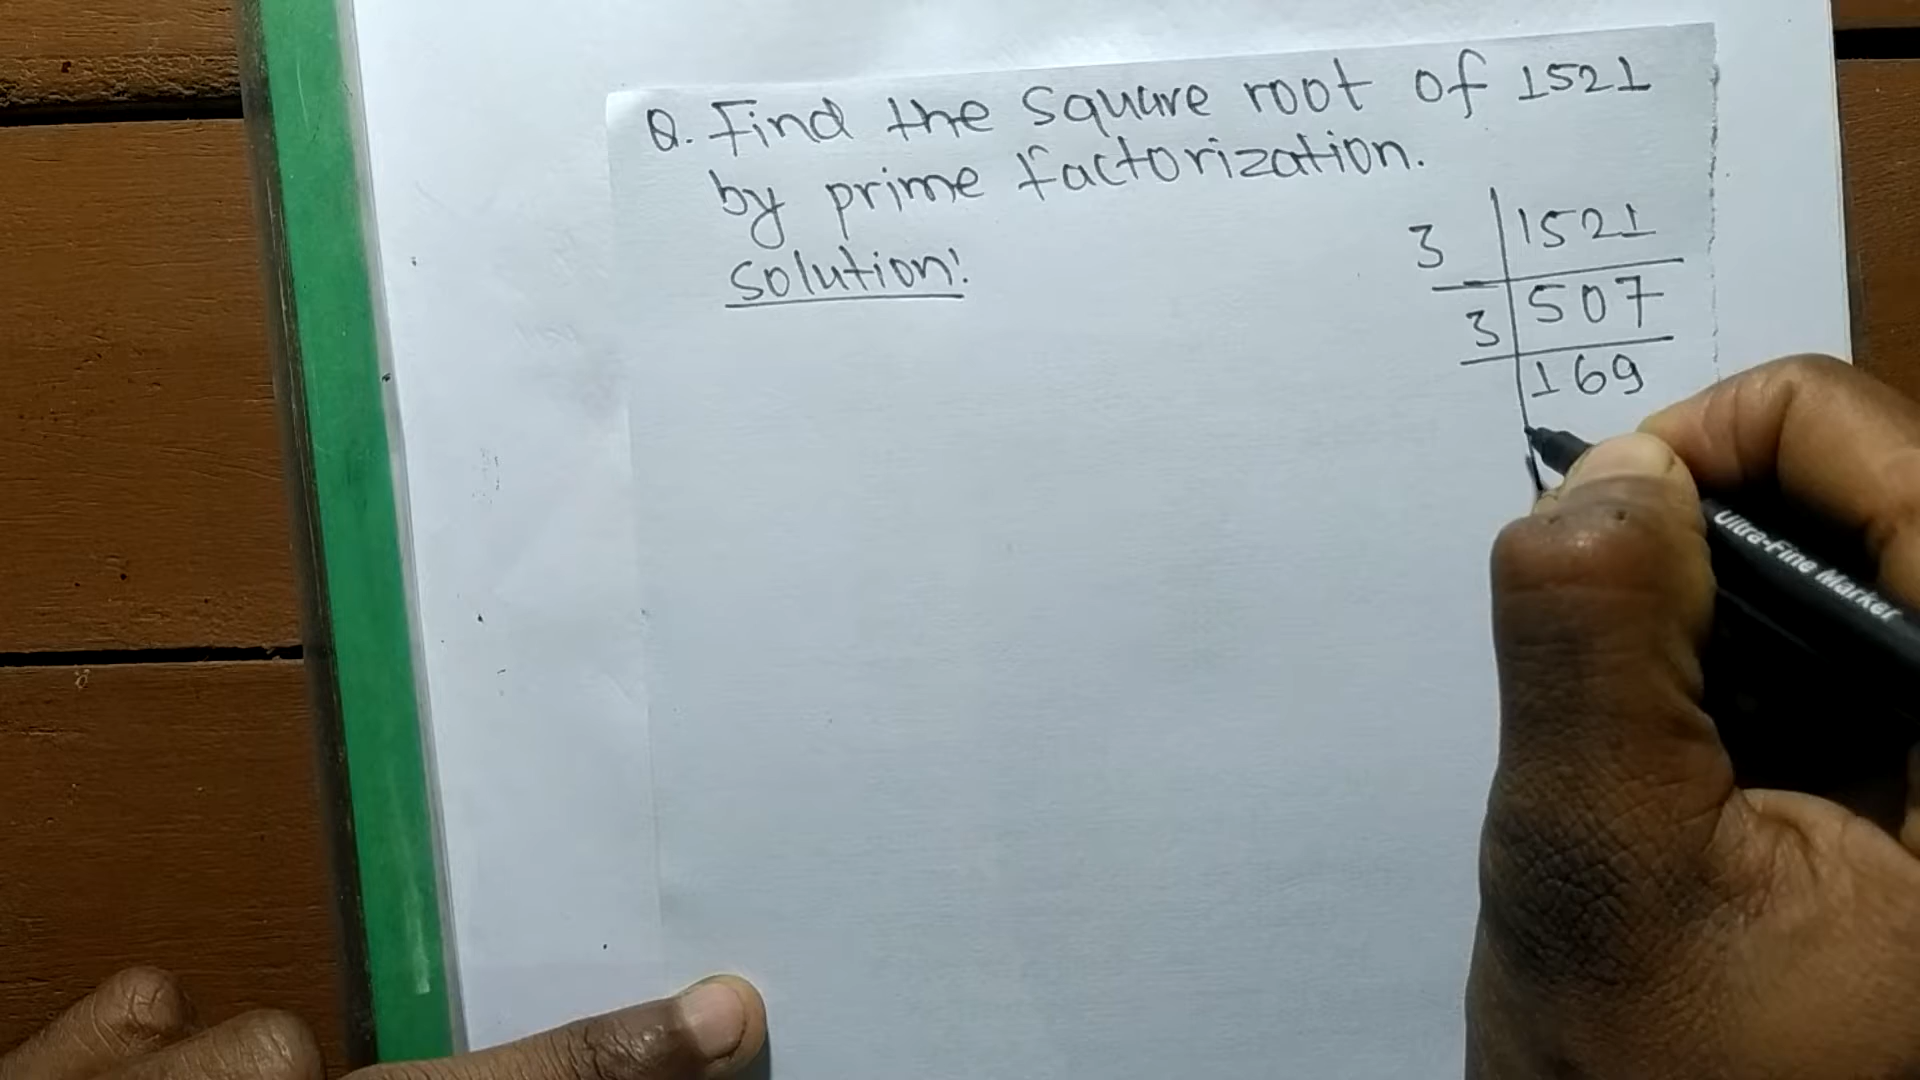 Q. Find the square root of 1521
by prime factorization.
solution:
3 1521
3 507
169
Ultra-Fine Marker